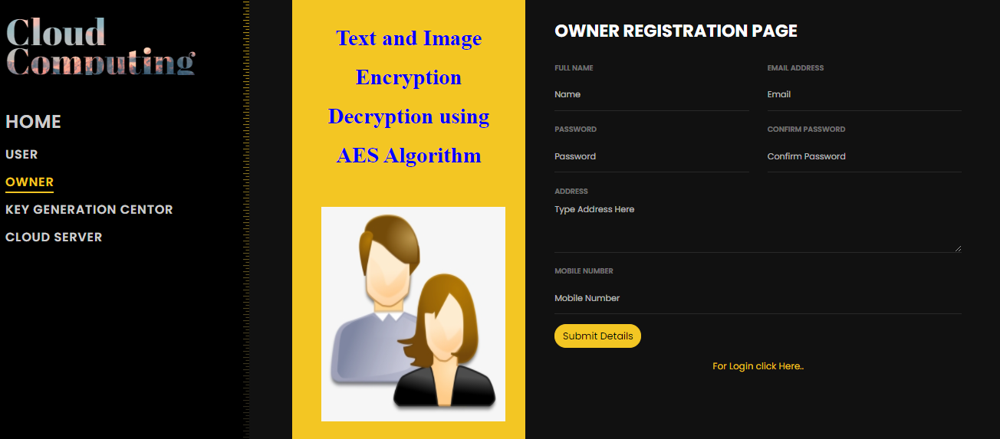 Cloud
Computing
HOME
USER
OWNER
KEY GENERATION CENTOR
CLOUD SERVER
Text and Image
Encryption
Decryption using
AES Algorithm
OWNER REGISTRATION PAGE
FULL NAME
EMAIL ADDRESS
Name
Email
PASSWORD
CONFIRM PASSWORD
Password
Confirm Password
ADDRESS
Type Address Here
MOBILE NUMBER
Mobile Number
Submit Details
For Login click Here..